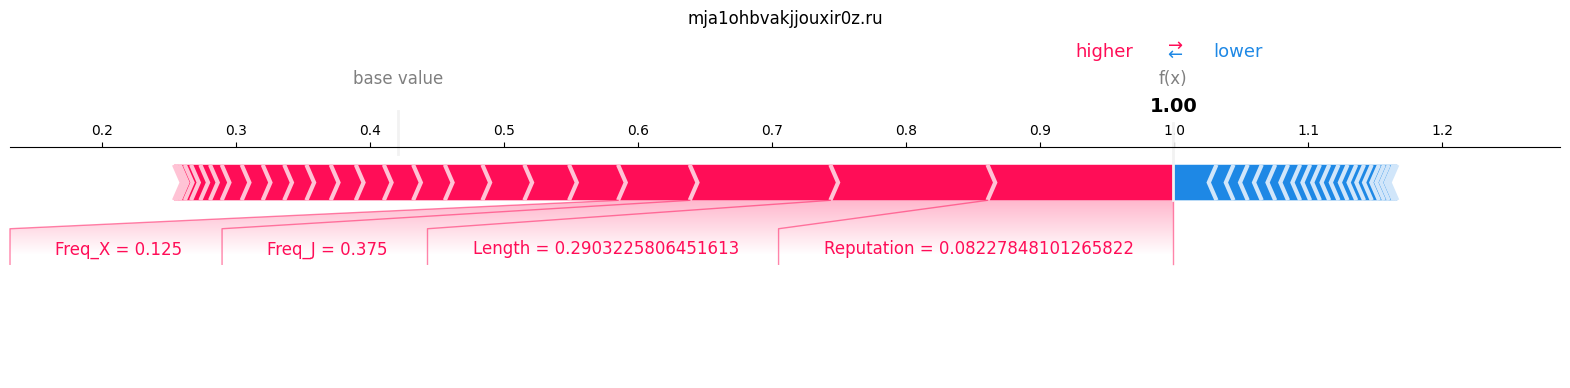 mja1ohbvakjjouxir0z.ru
higher ⇄ lower
base value f(x)
1.00
0.2 0.3 0.4 0.5 0.6 0.7 0.8 0.9 1.0 1.1 1.2
Freq_X = 0.125 Freq_J = 0.375 Length = 0.2903225806451613 Reputation = 0.08227848101265822